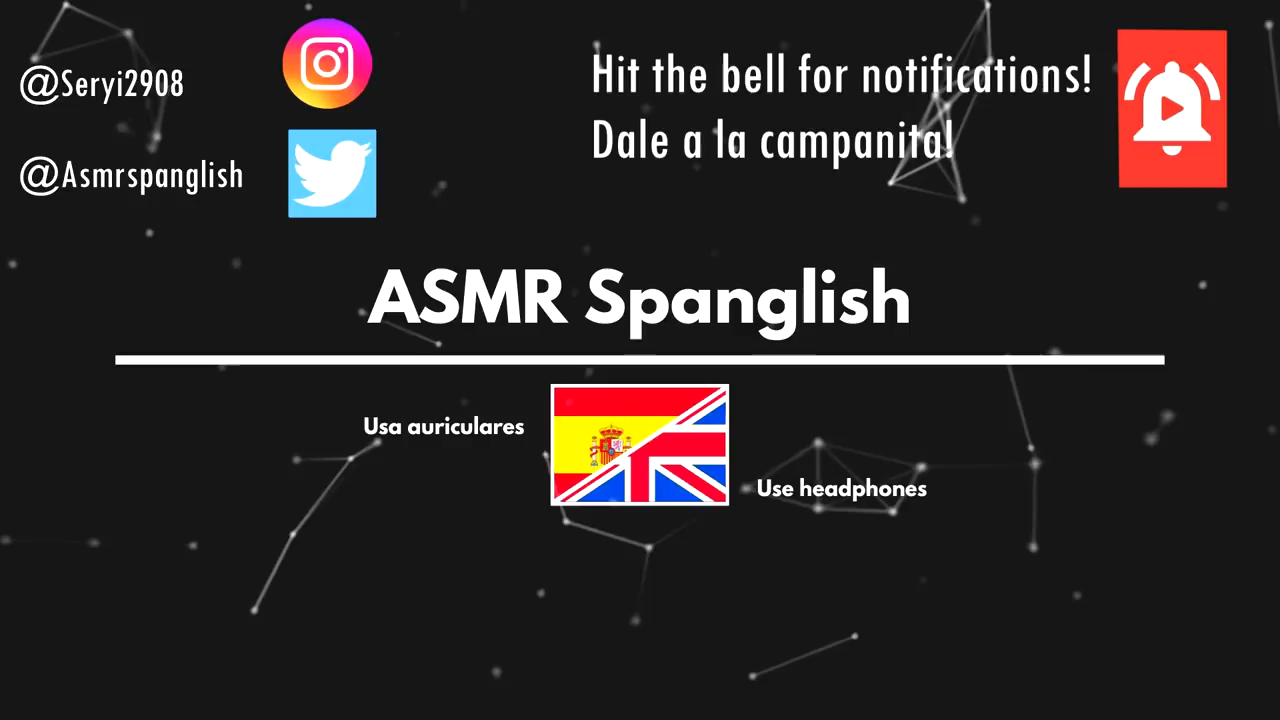 @Seryi2908
@Asmrspanglish
Hit the bell for notifications!
Dale a la campanita!
ASMR Spanglish
Usa auriculares
Use headphones